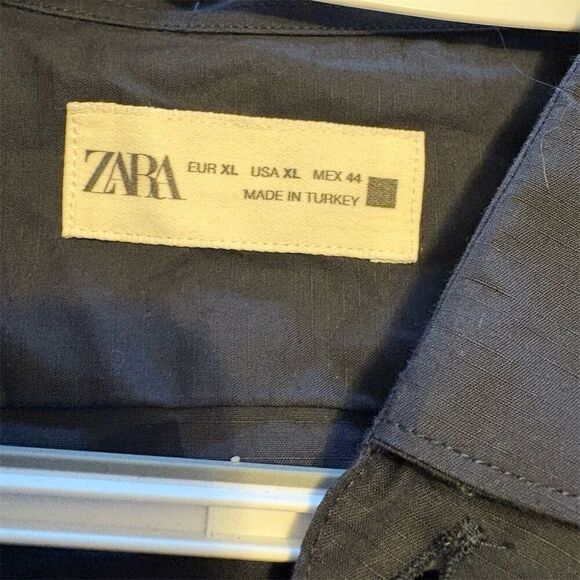 ZARA
EUR XL USA XL MEX 44
MADE IN TURKEY